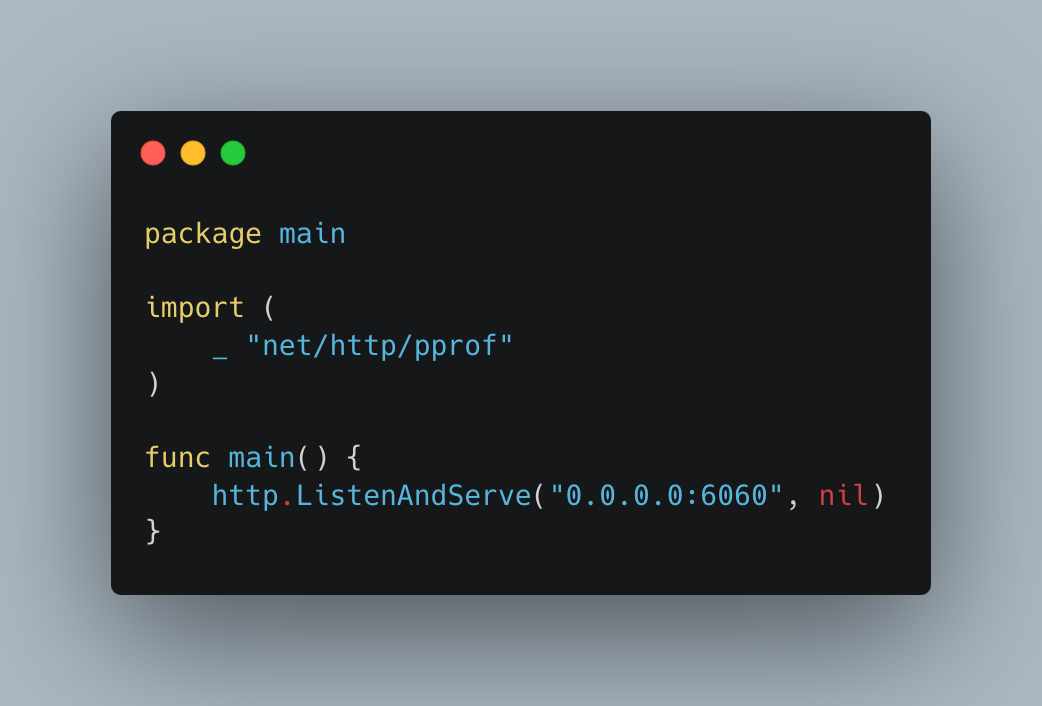 package main
import (
    _ "net/http/pprof"
)
func main() {
    http.ListenAndServe("0.0.0.0:6060", nil)
}